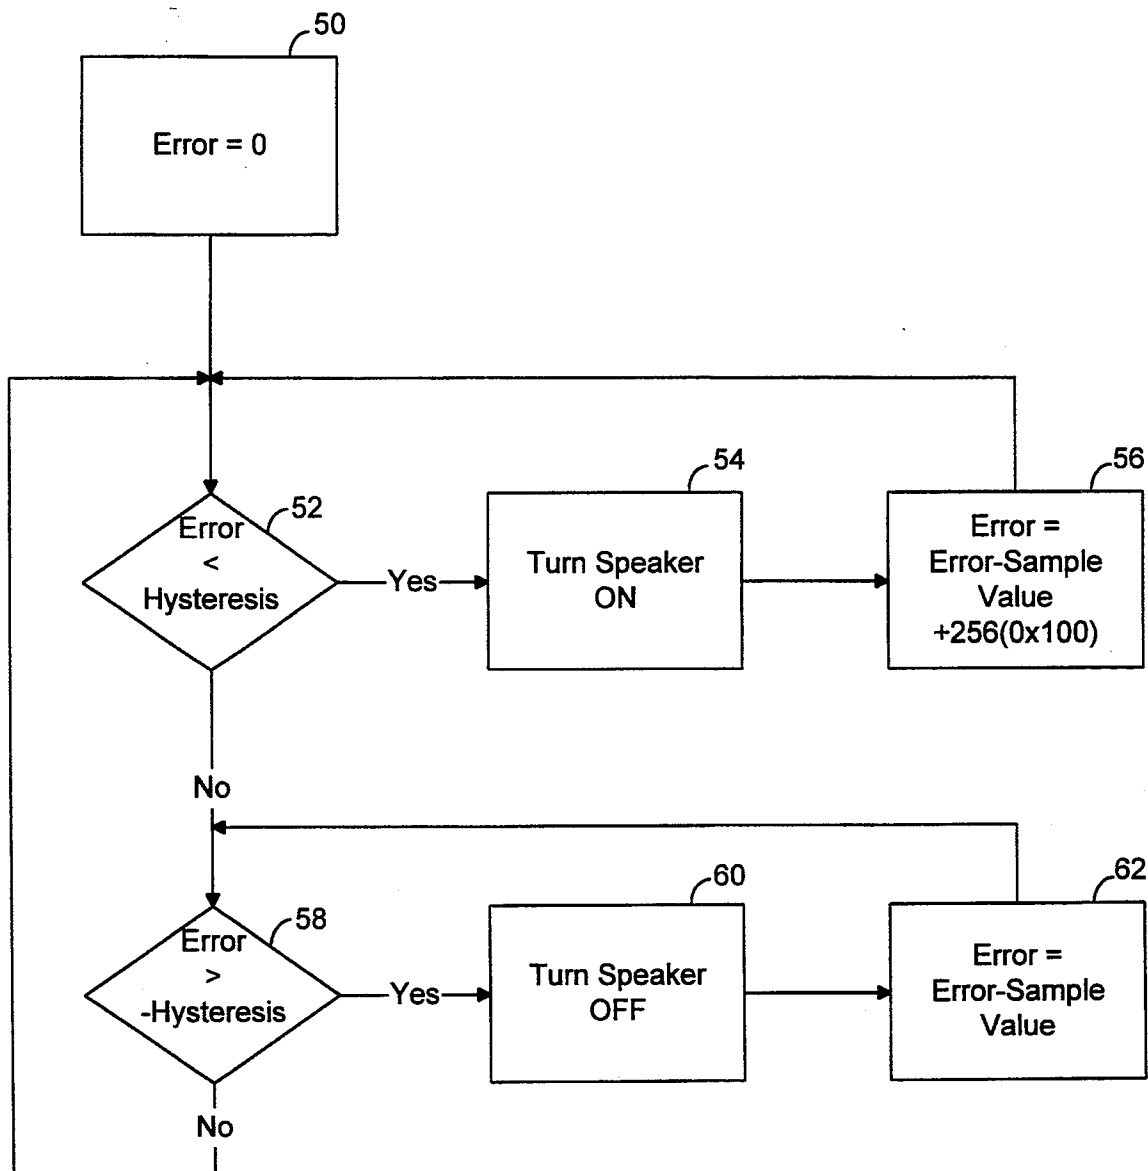 50
Error = 0
52
Error
<
Hysteresis
Yes
54
Turn Speaker
ON
56
Error =
Error-Sample
Value
+256(0x100)
No
58
Error
>
-Hysteresis
Yes
60
Turn Speaker
OFF
62
Error =
Error-Sample
Value
No